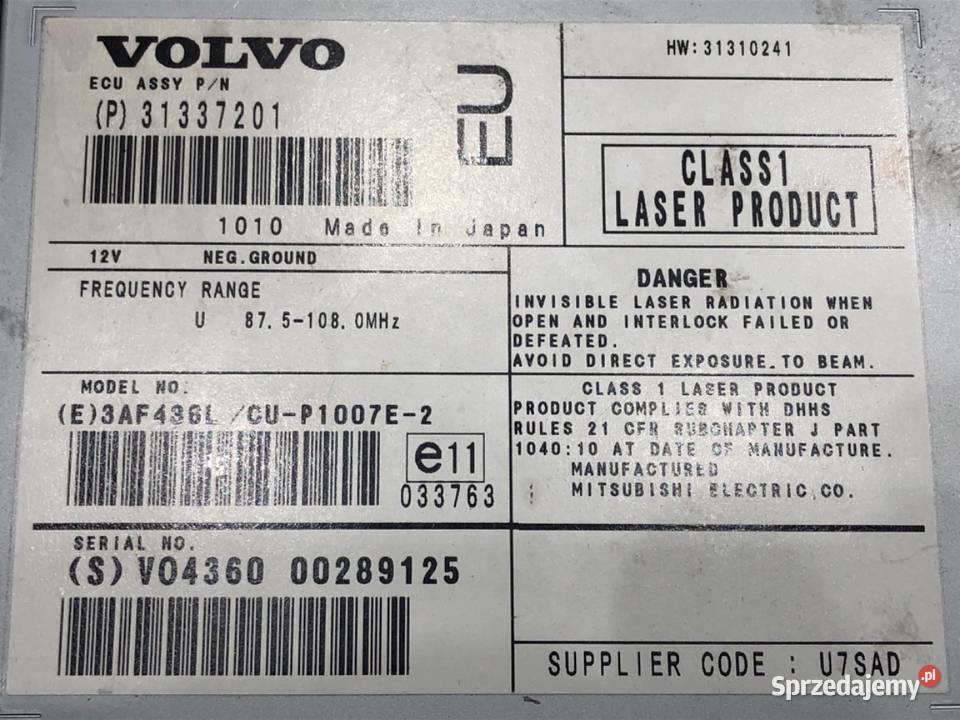 VOLVO
ECU ASSY P/N
(P) 31337201
EU
1010 Made In Japan
HW:31310241
CLASS1
LASER PRODUCT
12V NEG.GROUND
FREQUENCY RANGE
U 87.5-108.0MHz
DANGER
INVISIBLE LASER RADIATION WHEN
OPEN AND INTERLOCK FAILED OR
DEFEATED.
AVOID DIRECT EXPOSURE.TO BEAM.
MODEL NO.
(E)3AF436L /CU-P1007E-2
e11
033763
CLASS 1 LASER PRODUCT
PRODUCT COMPLIES WITH DHHS
RULES 21 CFR SUBCHAPTER J PART
1040:10 AT DATE OF MANUFACTURE.
MANUFACTURED
MITSUBISHI ELECTRIC,CO.
SERIAL NO.
(S) VO4360 00289125
SUPPLIER CODE : U7SAD
Sprzedajemy.pl